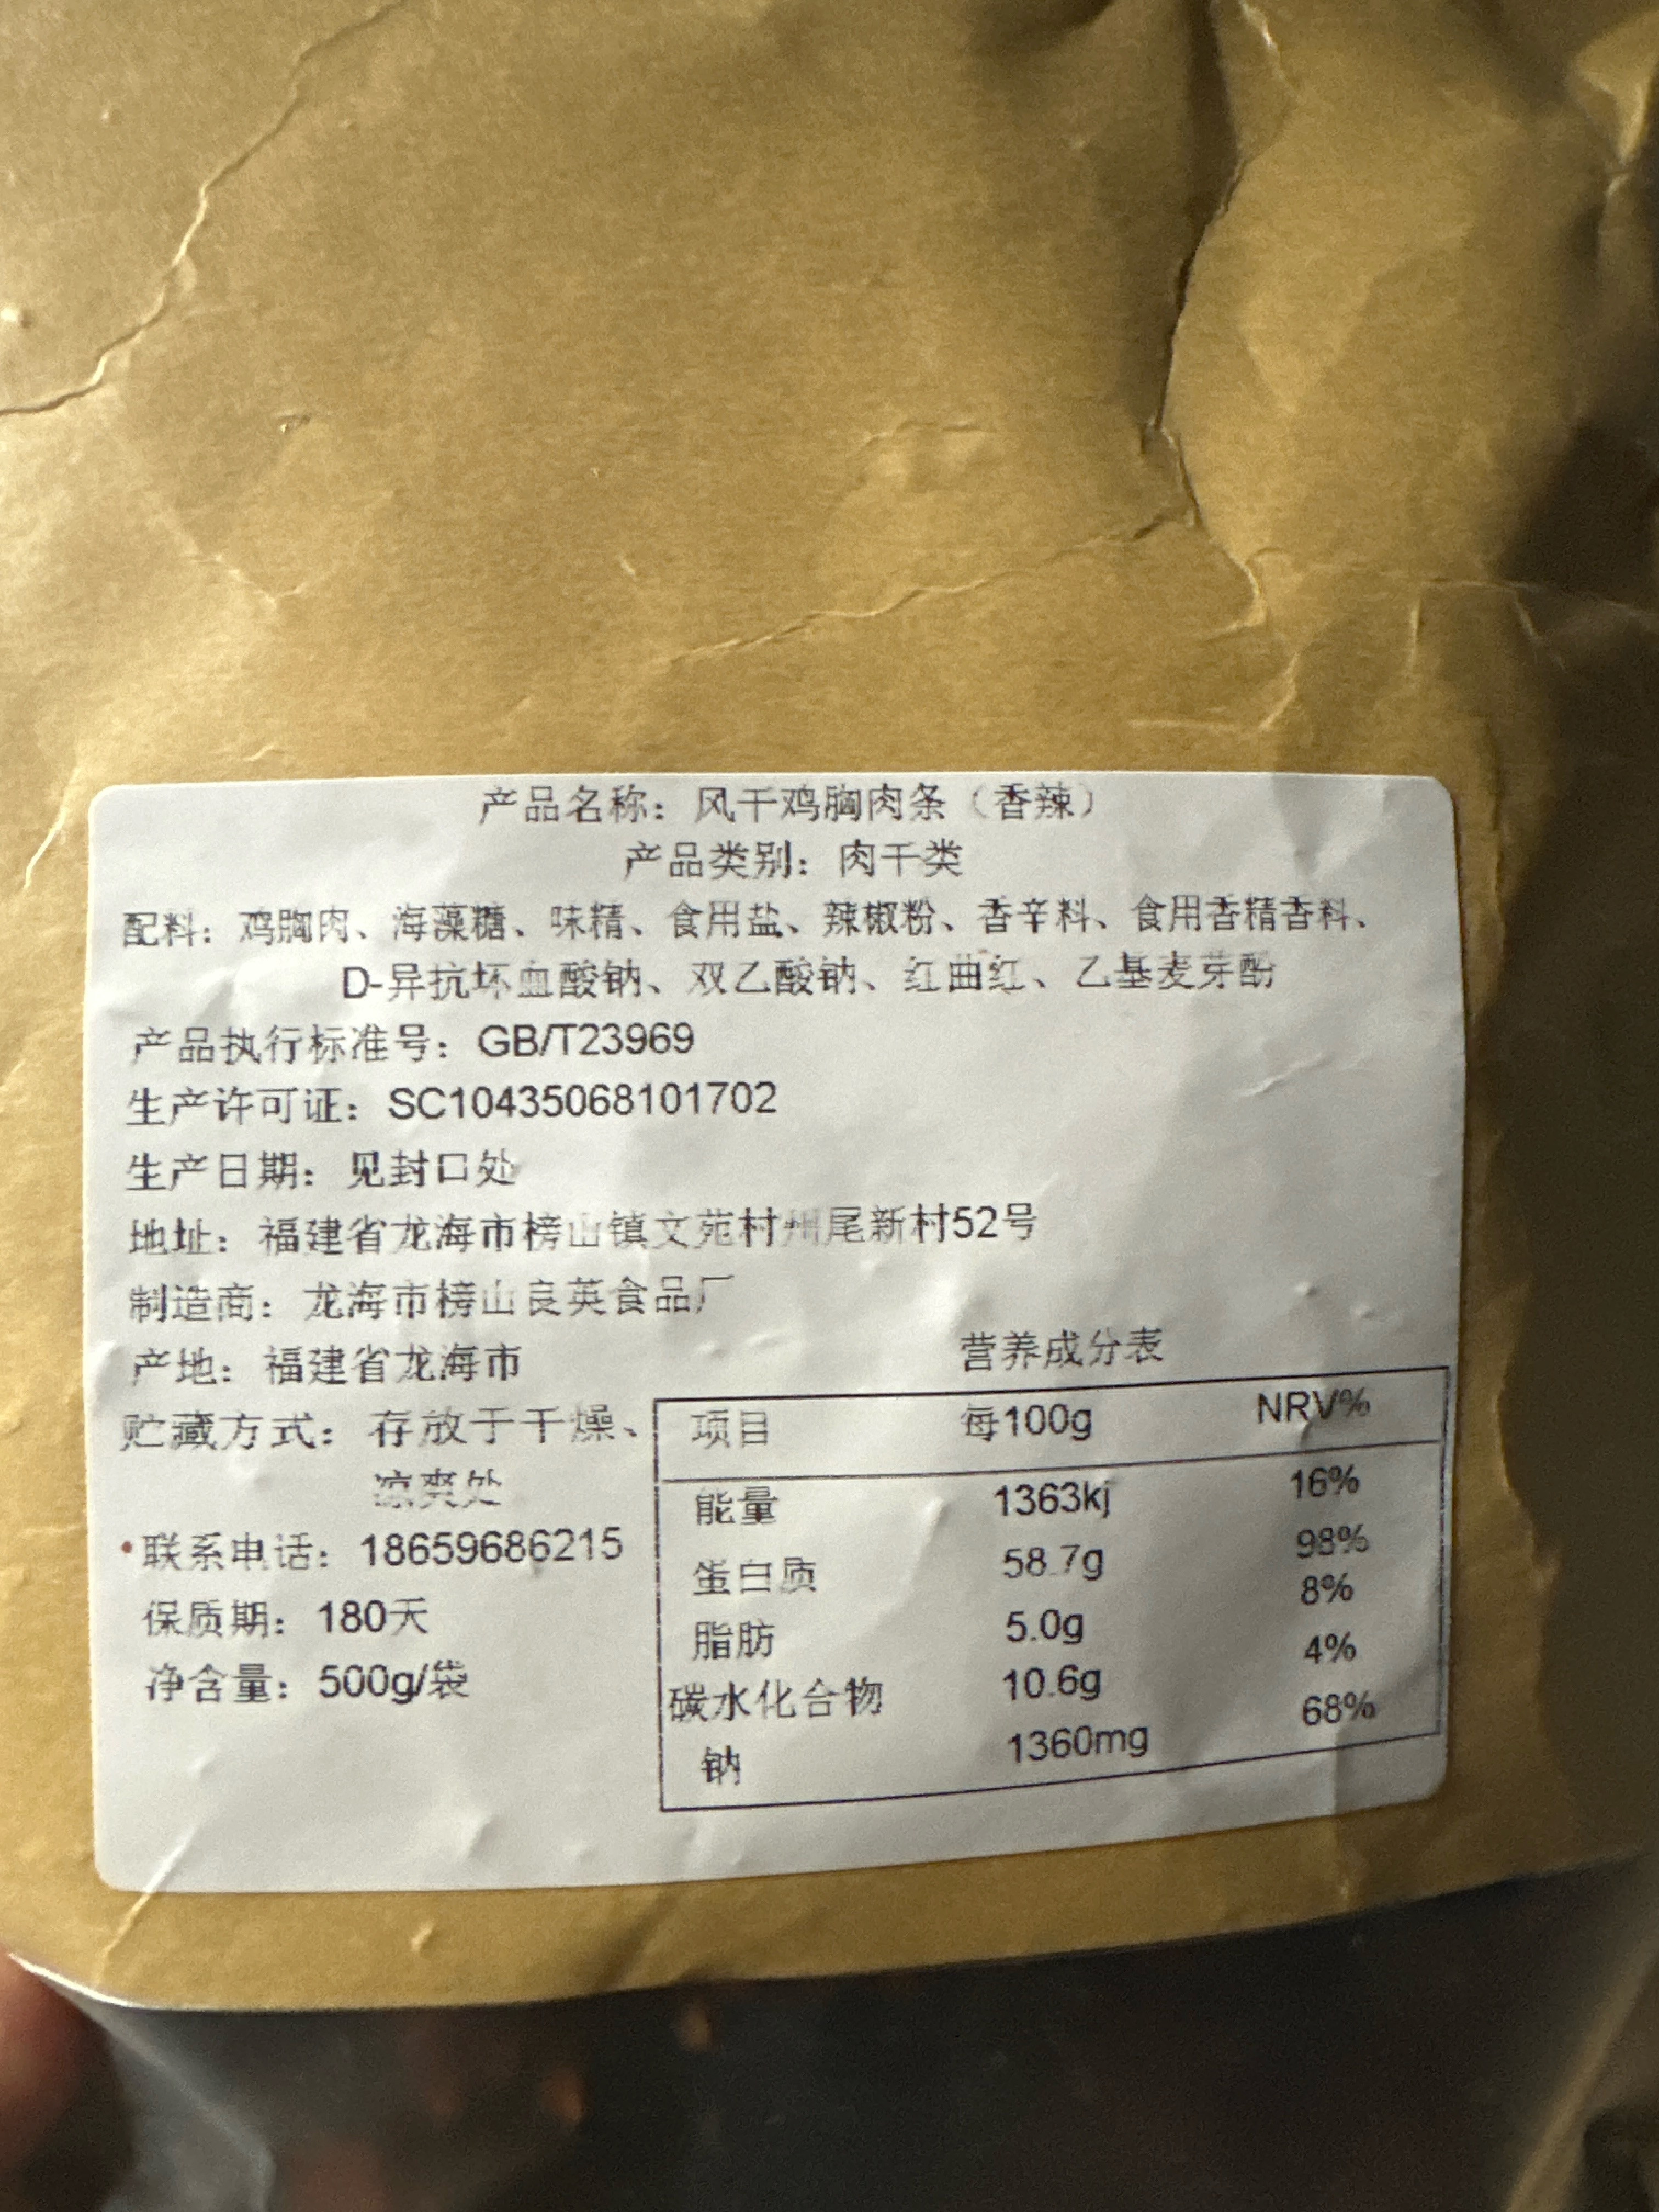 产品名称：风干鸡胸肉条（香辣）
产品类别：肉干类
配料：鸡胸肉、海藻糖、味精、食用盐、辣椒粉、香辛料、食用香精香料、
D-异抗坏血酸钠、双乙酸钠、红曲红、乙基麦芽酚
产品执行标准号：GB/T23969
生产许可证：SC10435068101702
生产日期：见封口处
地址：福建省龙海市榜山镇文苑村州尾新村52号
制造商：龙海市榜山良英食品厂
产地：福建省龙海市
贮藏方式：存放于干燥、
凉爽处
联系电话：18659686215
保质期：180天
净含量：500g/袋
营养成分表
项目 每100g NRV%
能量 1363kj 16%
蛋白质 58.7g 98%
脂肪 5.0g 8%
碳水化合物 10.6g 4%
钠 1360mg 68%